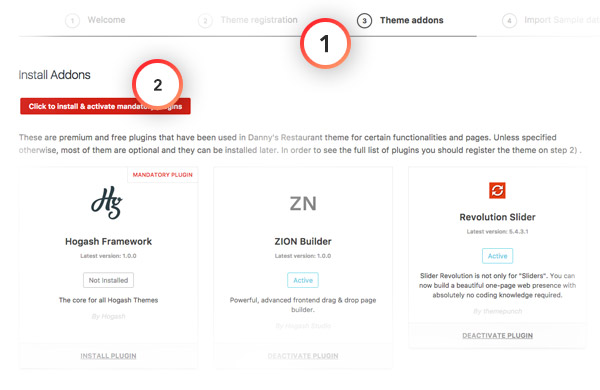 1 Welcome
2 Theme registration
3 Theme addons
4 Import Sample
1
Install Addons
2
Click to install & activate mandatory plugins
These are premium and free plugins that have been used in Danny's Restaurant theme for certain functionalities and pages. Unless specified
otherwise, most of them are optional and they can be installed later. In order to see the full list of plugins you should register the theme on step 2) .
MANDATORY PLUGIN
Hg
Hogash Framework
Latest version: 1.0.0
Not Installed
The core for all Hogash Themes
By Hogash
INSTALL PLUGIN
ZN
ZION Builder
Latest version: 1.0.0
Active
Powerful, advanced frontend drag & drop page
builder.
By Hogash Studio
DEACTIVATE PLUGIN
Revolution Slider
Latest version: 5.4.3.1
Active
Slider Revolution is not only for "Sliders". You can
now build a beautiful one-page web presence with
absolutely no coding knowledge required.
By themepunch
DEACTIVATE PLUGIN